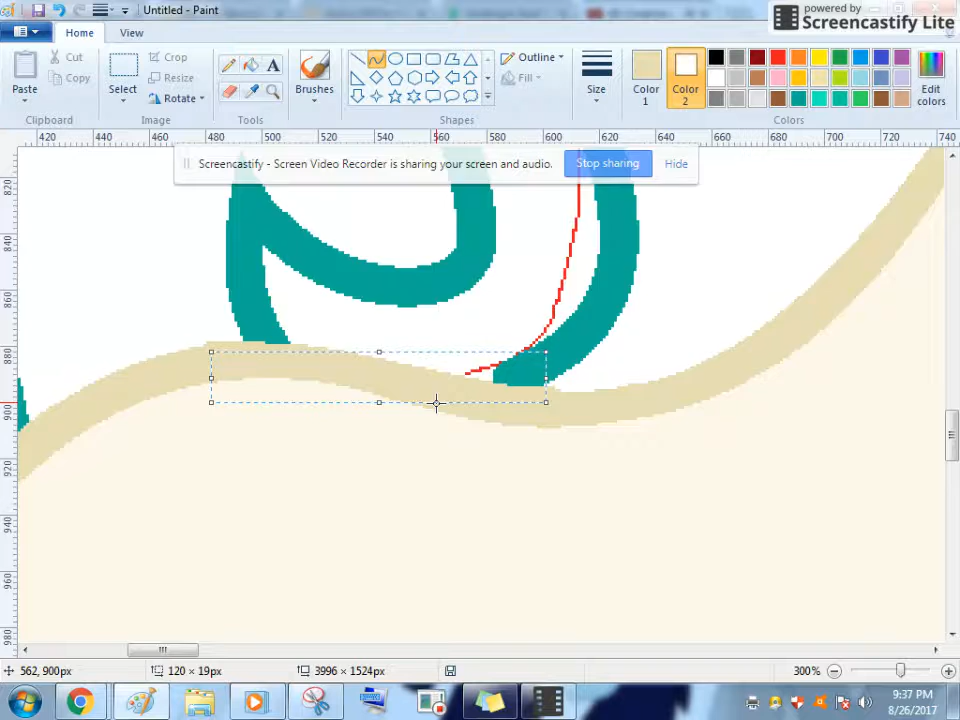 Untitled - Paint
powered by
Screencastify Lite
Home
View
Cut
Copy
Paste
Crop
Resize
Rotate
Select
A
Brushes
Outline
Fill
Size
Color 1
Color 2
Edit colors
Clipboard
Image
Tools
Shapes
Colors
420 440 460 480 500 520 540 560 580 600 620 640 660 680 700 720 740
Screencastify - Screen Video Recorder is sharing your screen and audio.
Stop sharing
Hide
820
840
860
880
900
920
940
960
980
562, 900px
120 × 19px
3996 × 1524px
300%
9:37 PM
8/26/2017